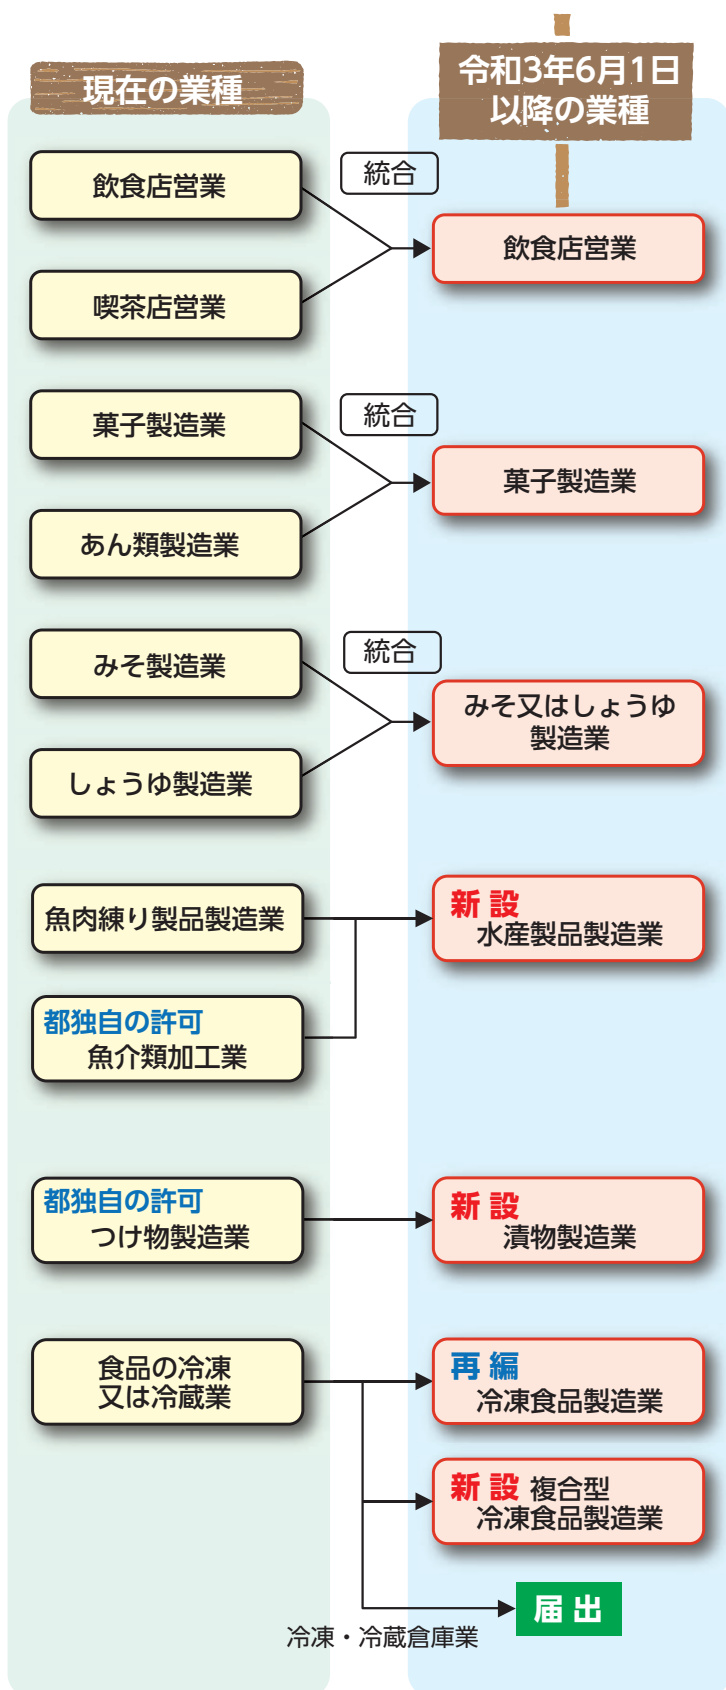 現在の業種
令和3年6月1日
以降の業種
飲食店営業
喫茶店営業
統合
飲食店営業
菓子製造業
あん類製造業
統合
菓子製造業
みそ製造業
しょうゆ製造業
統合
みそ又はしょうゆ
製造業
魚肉練り製品製造業
都独自の許可
魚介類加工業
新設
水産製品製造業
都独自の許可
つけ物製造業
新設
漬物製造業
食品の冷凍
又は冷蔵業
再編
冷凍食品製造業
新設 複合型
冷凍食品製造業
届出
冷凍・冷蔵倉庫業